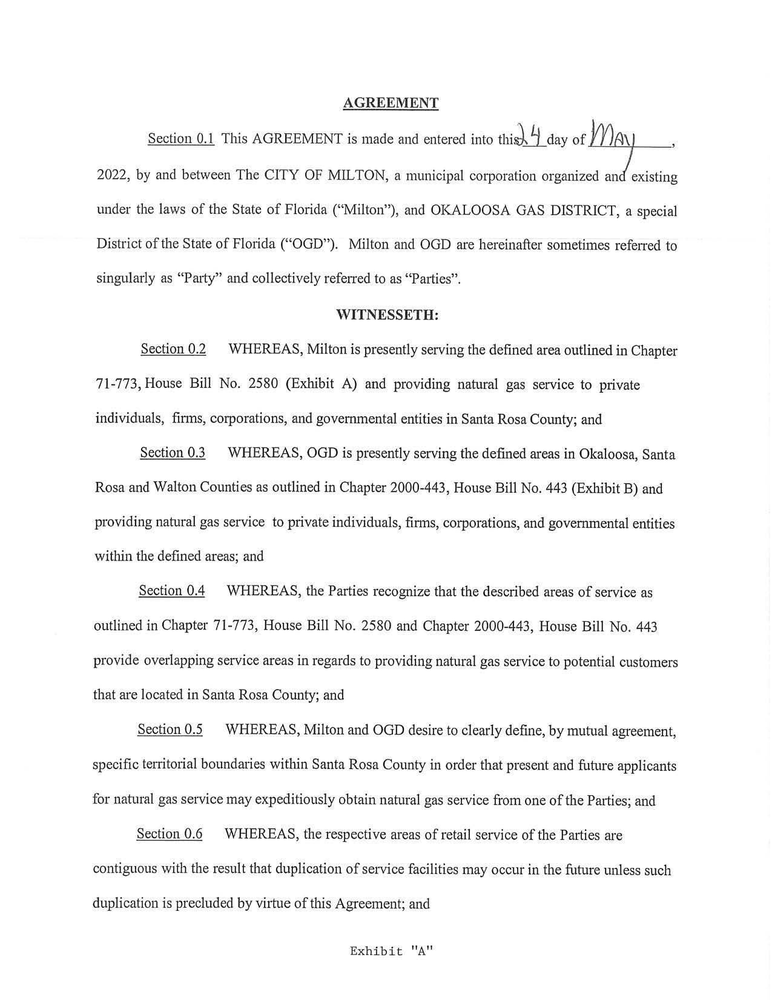 AGREEMENT
Section 0.1 This AGREEMENT is made and entered into this 24 day of May,
2022, by and between The CITY OF MILTON, a municipal corporation organized and existing
under the laws of the State of Florida (“Milton”), and OKALOOSA GAS DISTRICT, a special
District of the State of Florida (“OGD”). Milton and OGD are hereinafter sometimes referred to
singularly as “Party” and collectively referred to as “Parties”.
WITNESSETH:
Section 0.2 WHEREAS, Milton is presently serving the defined area outlined in Chapter
71-773, House Bill No. 2580 (Exhibit A) and providing natural gas service to private
individuals, firms, corporations, and governmental entities in Santa Rosa County; and
Section 0.3 WHEREAS, OGD is presently serving the defined areas in Okaloosa, Santa
Rosa and Walton Counties as outlined in Chapter 2000-443, House Bill No. 443 (Exhibit B) and
providing natural gas service to private individuals, firms, corporations, and governmental entities
within the defined areas; and
Section 0.4 WHEREAS, the Parties recognize that the described areas of service as
outlined in Chapter 71-773, House Bill No. 2580 and Chapter 2000-443, House Bill No. 443
provide overlapping service areas in regards to providing natural gas service to potential customers
that are located in Santa Rosa County; and
Section 0.5 WHEREAS, Milton and OGD desire to clearly define, by mutual agreement,
specific territorial boundaries within Santa Rosa County in order that present and future applicants
for natural gas service may expeditiously obtain natural gas service from one of the Parties; and
Section 0.6 WHEREAS, the respective areas of retail service of the Parties are
contiguous with the result that duplication of service facilities may occur in the future unless such
duplication is precluded by virtue of this Agreement; and
Exhibit "A"